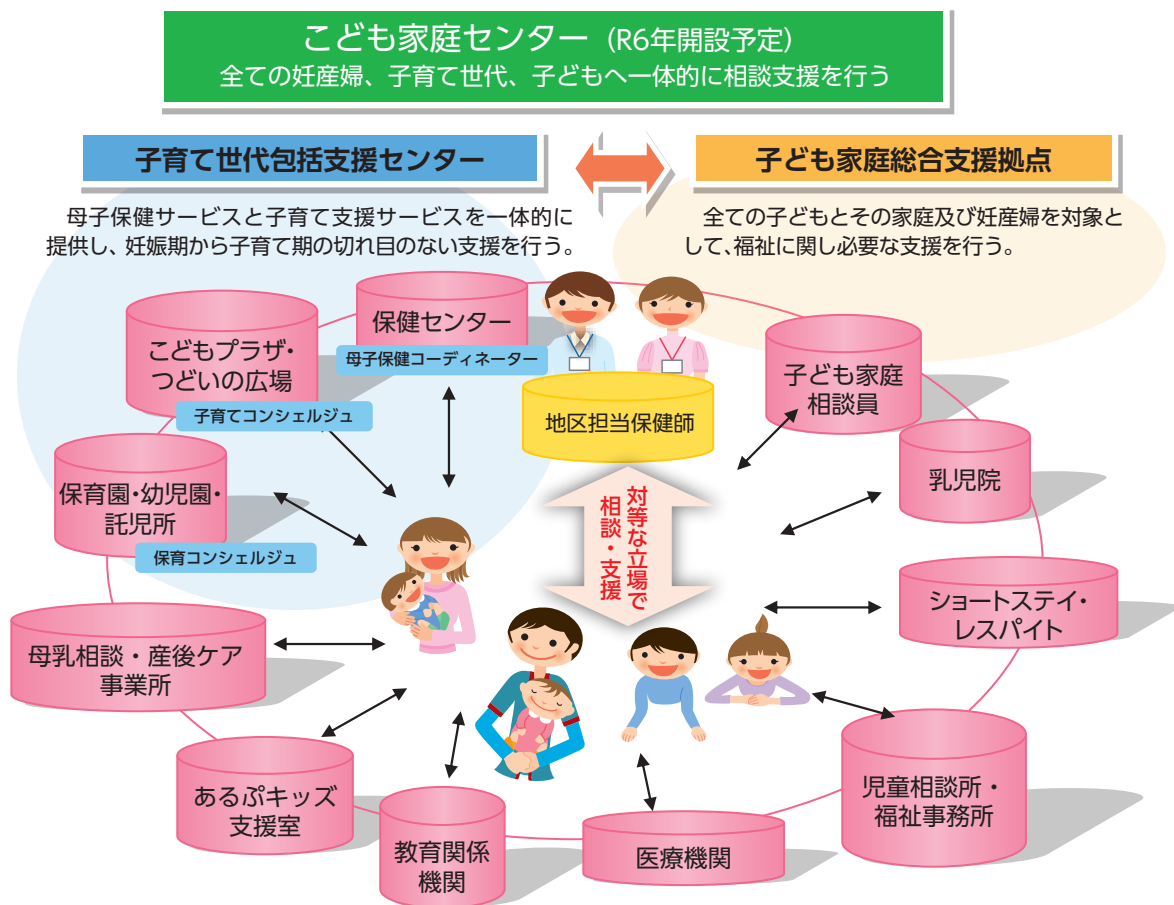 こども家庭センター（R6年開設予定）
全ての妊産婦、子育て世代、子どもへ一体的に相談支援を行う
子育て世代包括支援センター
子ども家庭総合支援拠点
母子保健サービスと子育て支援サービスを一体的に
提供し、妊娠期から子育て期の切れ目のない支援を行う。
全ての子どもとその家庭及び妊産婦を対象と
して、福祉に関し必要な支援を行う。
保健センター
母子保健コーディネーター
こどもプラザ・
つどいの広場
子育てコンシェルジュ
地区担当保健師
子ども家庭
相談員
保育園・幼児園・
託児所
保育コンシェルジュ
乳児院
対等な立場で
相談・支援
ショートステイ・
レスパイト
母乳相談・産後ケア
事業所
児童相談所・
福祉事務所
あるぷキッズ
支援室
教育関係
機関
医療機関